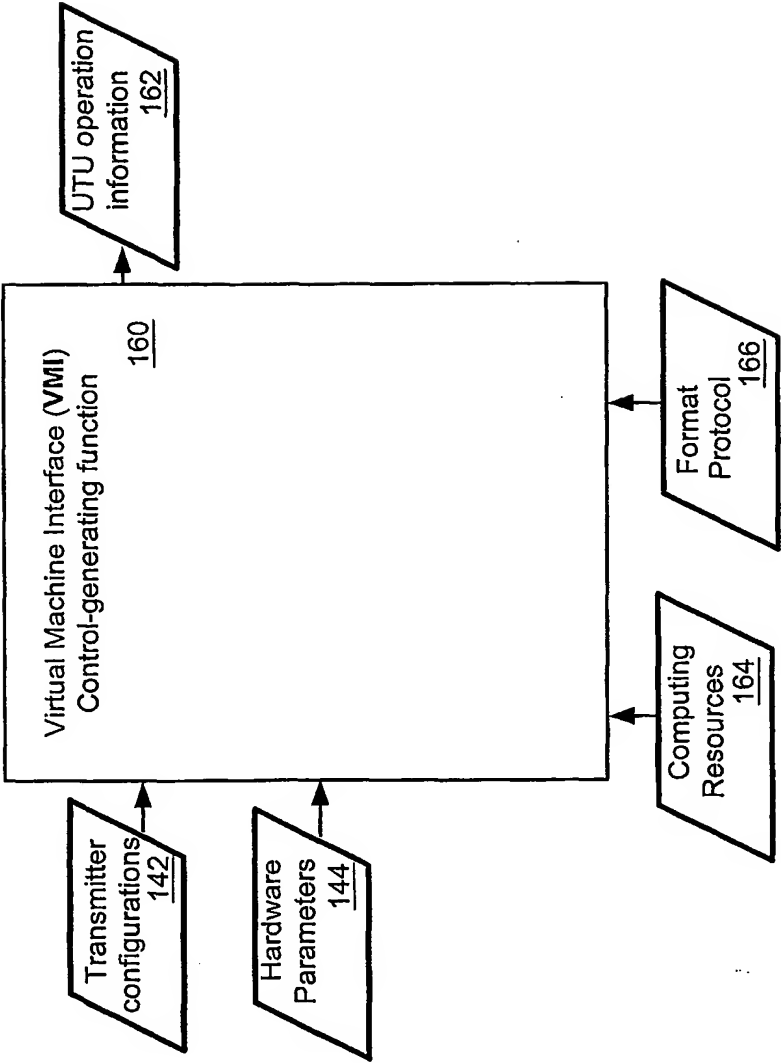 Virtual Machine Interface (VMI)
Control-generating function
160
Transmitter
configurations
142
Hardware
Parameters
144
UTU operation
information
162
Computing
Resources
164
Format
Protocol
166